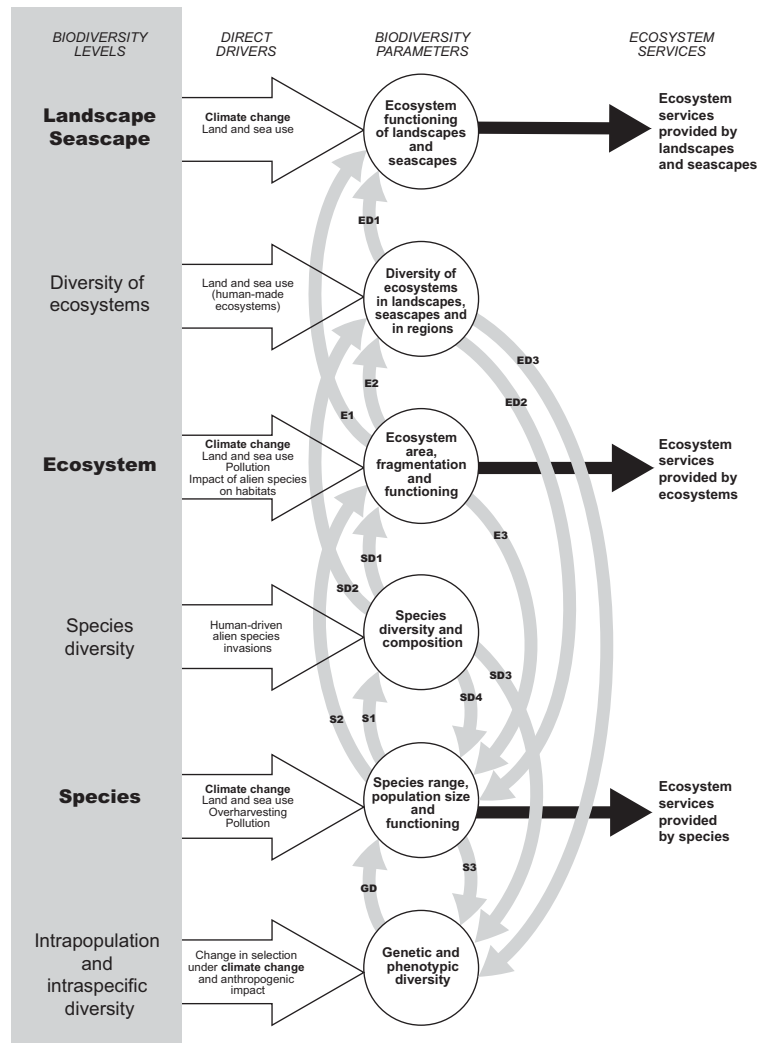 BIODIVERSITY
LEVELS
DIRECT
DRIVERS
BIODIVERSITY
PARAMETERS
ECOSYSTEM
SERVICES
Landscape
Seascape
Climate change
Land and sea use
Ecosystem
functioning
of landscapes
and
seascapes
Ecosystem
services
provided by
landscapes
and seascapes
ED1
Diversity of
ecosystems
Land and sea use
(human-made
ecosystems)
Diversity of
ecosystems
in landscapes,
seascapes and
in regions
ED3
ED2
E2
E1
Ecosystem
Climate change
Land and sea use
Pollution
Impact of alien species
on habitats
Ecosystem
area,
fragmentation
and
functioning
Ecosystem
services
provided by
ecosystems
E3
SD1
SD2
Species
diversity
Human-driven
alien species
invasions
Species
diversity and
composition
SD3
SD4
S2
S1
Species
Climate change
Land and sea use
Overharvesting
Pollution
Species range,
population size
and
functioning
Ecosystem
services
provided
by species
S3
GD
Intrapopulation
and
intraspecific
diversity
Change in selection
under climate change
and anthropogenic
impact
Genetic and
phenotypic
diversity